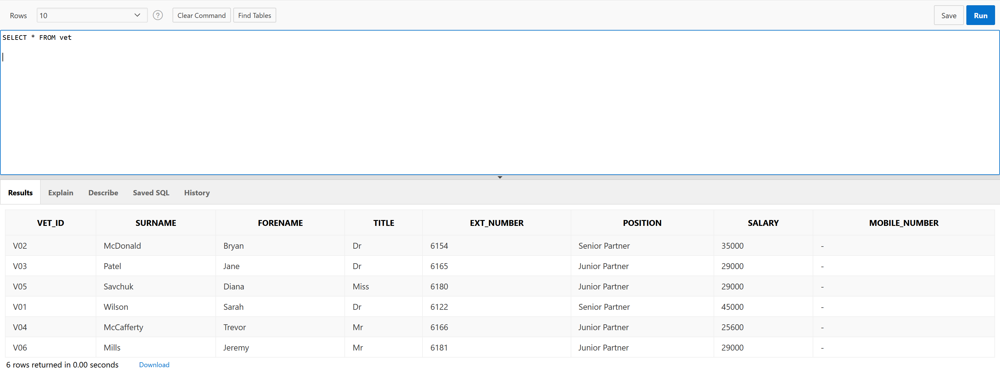 Rows 10 ? Clear Command Find Tables Save Run
SELECT * FROM vet
Results Explain Describe Saved SQL History
VET_ID SURNAME FORENAME TITLE EXT_NUMBER POSITION SALARY MOBILE_NUMBER
V02 McDonald Bryan Dr 6154 Senior Partner 35000 -
V03 Patel Jane Dr 6165 Junior Partner 29000 -
V05 Savchuk Diana Miss 6180 Junior Partner 29000 -
V01 Wilson Sarah Dr 6122 Senior Partner 45000 -
V04 McCafferty Trevor Mr 6166 Junior Partner 25600 -
V06 Mills Jeremy Mr 6181 Junior Partner 29000 -
6 rows returned in 0.00 seconds Download